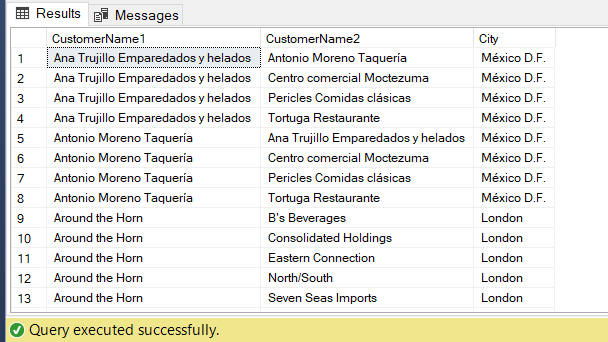 Results Messages
CustomerName1 CustomerName2 City
1 Ana Trujillo Emparedados y helados Antonio Moreno Taquería México D.F.
2 Ana Trujillo Emparedados y helados Centro comercial Moctezuma México D.F.
3 Ana Trujillo Emparedados y helados Pericles Comidas clásicas México D.F.
4 Ana Trujillo Emparedados y helados Tortuga Restaurante México D.F.
5 Antonio Moreno Taquería Ana Trujillo Emparedados y helados México D.F.
6 Antonio Moreno Taquería Centro comercial Moctezuma México D.F.
7 Antonio Moreno Taquería Pericles Comidas clásicas México D.F.
8 Antonio Moreno Taquería Tortuga Restaurante México D.F.
9 Around the Horn B's Beverages London
10 Around the Horn Consolidated Holdings London
11 Around the Horn Eastern Connection London
12 Around the Horn North/South London
13 Around the Horn Seven Seas Imports London
Query executed successfully.